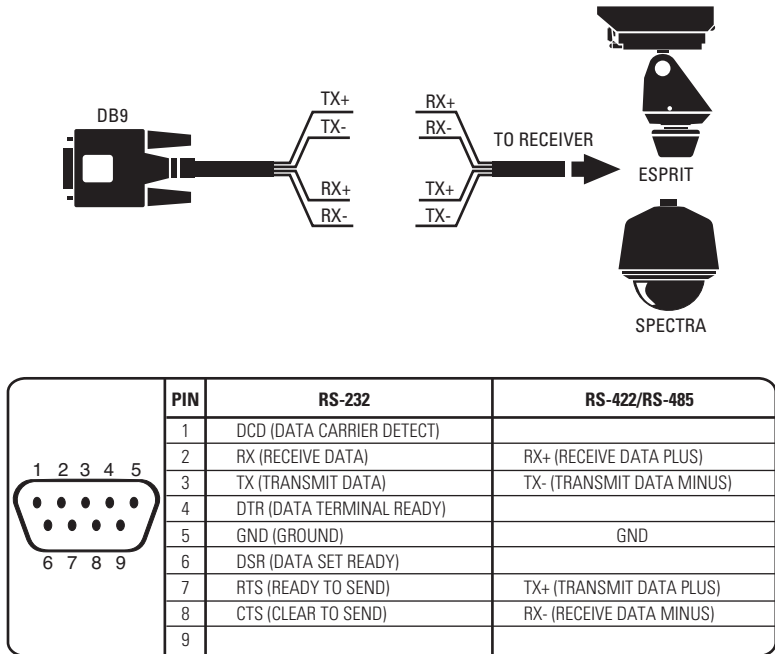 DB9
TX+
TX-
RX+
RX-
RX+
RX-
TX+
TX-
TO RECEIVER
ESPRIT
SPECTRA
PIN RS-232 RS-422/RS-485
1 DCD (DATA CARRIER DETECT)
2 RX (RECEIVE DATA) RX+ (RECEIVE DATA PLUS)
3 TX (TRANSMIT DATA) TX- (TRANSMIT DATA MINUS)
4 DTR (DATA TERMINAL READY)
5 GND (GROUND) GND
6 DSR (DATA SET READY)
7 RTS (READY TO SEND) TX+ (TRANSMIT DATA PLUS)
8 CTS (CLEAR TO SEND) RX- (RECEIVE DATA MINUS)
9
1 2 3 4 5
6 7 8 9